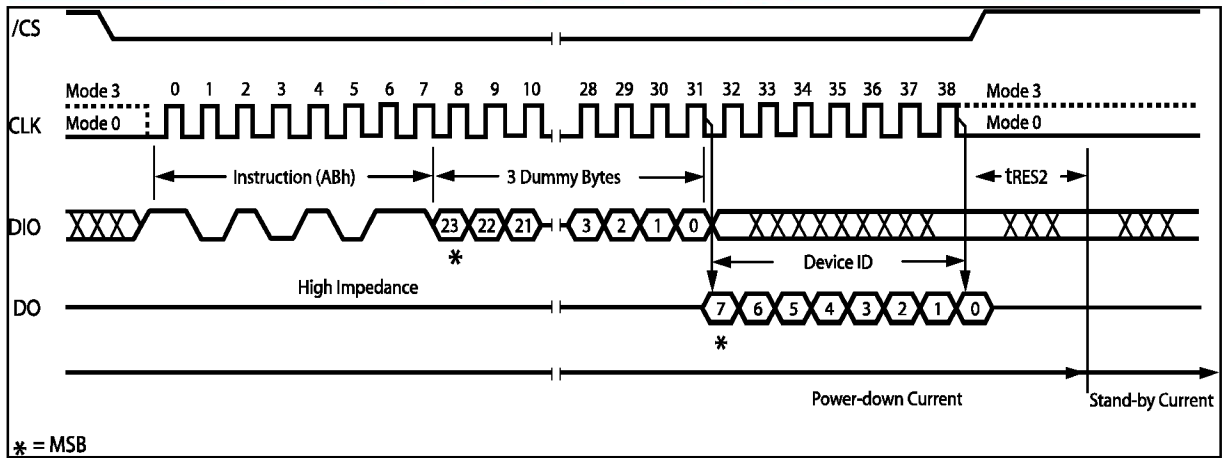 /CS
Mode 3 0 1 2 3 4 5 6 7 8 9 10 28 29 30 31 32 33 34 35 36 37 38 Mode 3
CLK Mode 0 Mode 0
Instruction (ABh) 3 Dummy Bytes tRES2
DIO 23 22 21 3 2 1 0
* Device ID
High Impedance
DO 7 6 5 4 3 2 1 0
*
Power-down Current Stand-by Current
* = MSB